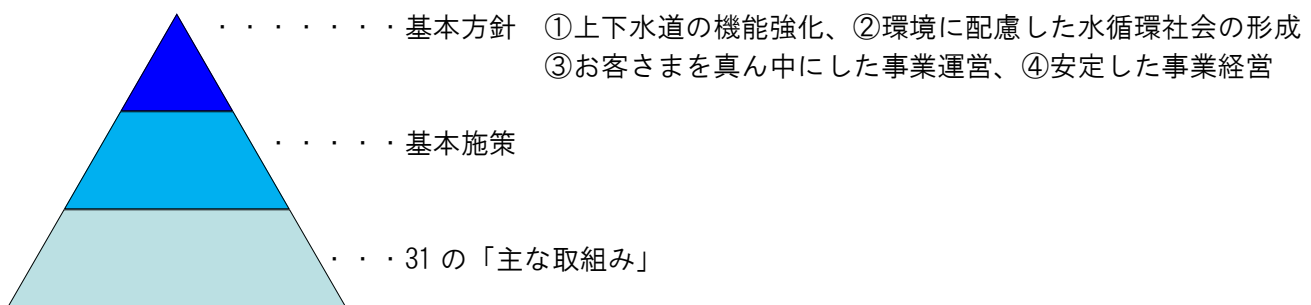 ・・・・・・・基本方針　①上下水道の機能強化、②環境に配慮した水循環社会の形成
③お客さまを真ん中にした事業運営、④安定した事業経営
・・・・・基本施策
・・・31の「主な取組み」